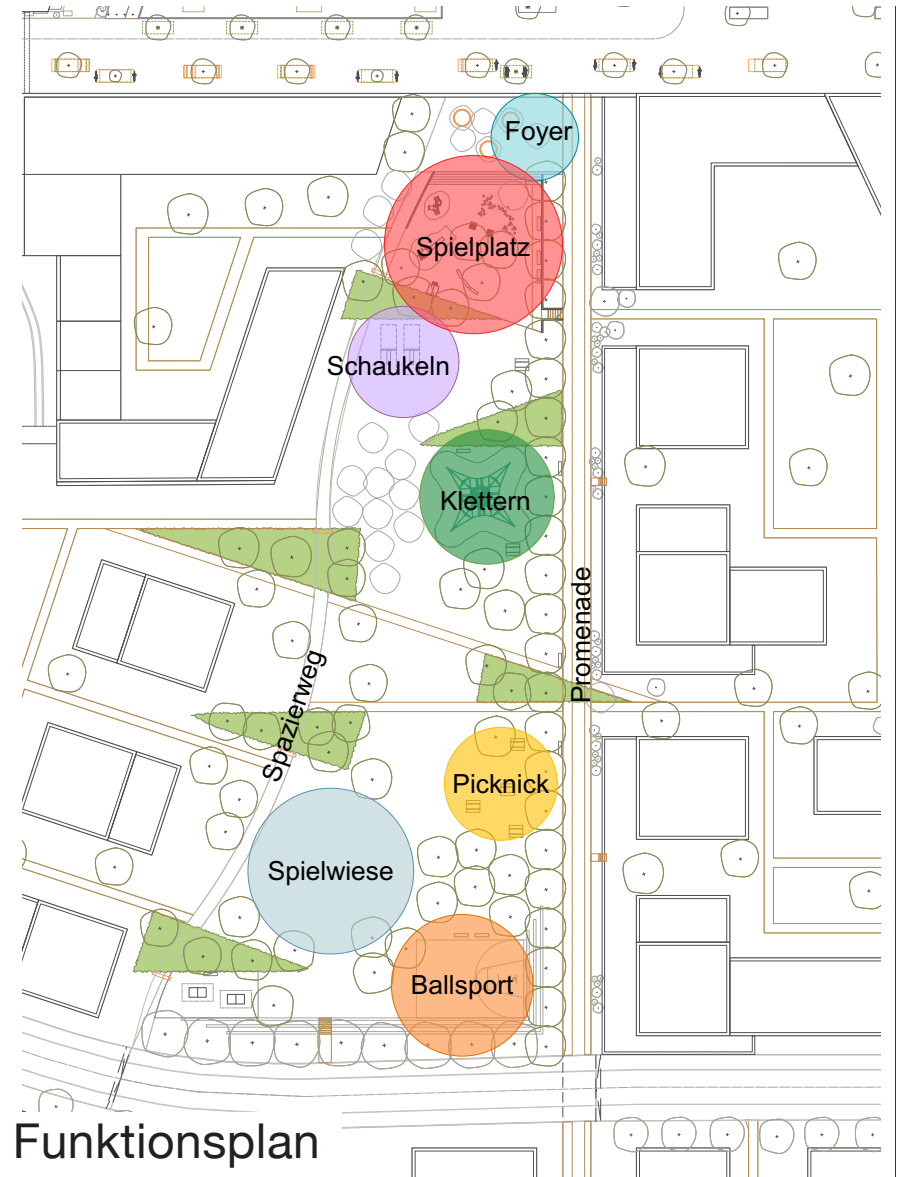 Foyer
Spielplatz
Schaukeln
Klettern
Promenade
Spazierweg
Picknick
Spielwiese
Ballsport
Funktionsplan